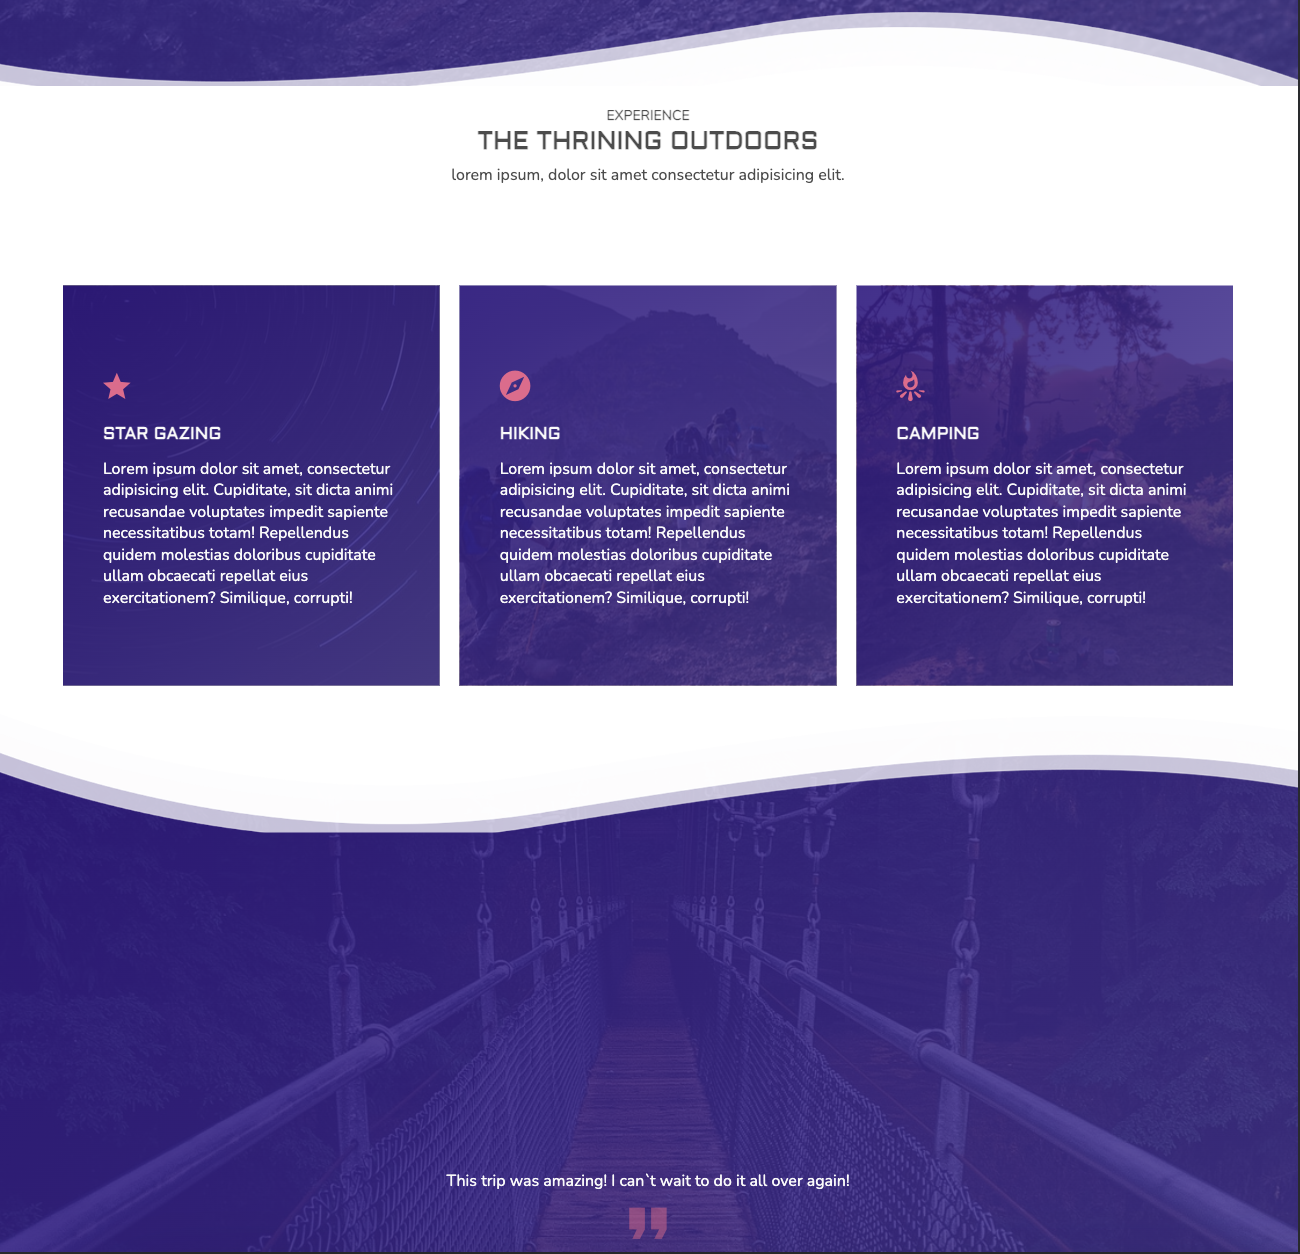 EXPERIENCE
THE THRINING OUTDOORS
lorem ipsum, dolor sit amet consectetur adipisicing elit.
STAR GAZING
Lorem ipsum dolor sit amet, consectetur
adipisicing elit. Cupiditate, sit dicta animi
recusandae voluptates impedit sapiente
necessitatibus totam! Repellendus
quidem molestias doloribus cupiditate
ullam obcaecati repellat eius
exercitationem? Similique, corrupti!
HIKING
Lorem ipsum dolor sit amet, consectetur
adipisicing elit. Cupiditate, sit dicta animi
recusandae voluptates impedit sapiente
necessitatibus totam! Repellendus
quidem molestias doloribus cupiditate
ullam obcaecati repellat eius
exercitationem? Similique, corrupti!
CAMPING
Lorem ipsum dolor sit amet, consectetur
adipisicing elit. Cupiditate, sit dicta animi
recusandae voluptates impedit sapiente
necessitatibus totam! Repellendus
quidem molestias doloribus cupiditate
ullam obcaecati repellat eius
exercitationem? Similique, corrupti!
This trip was amazing! I can`t wait to do it all over again!